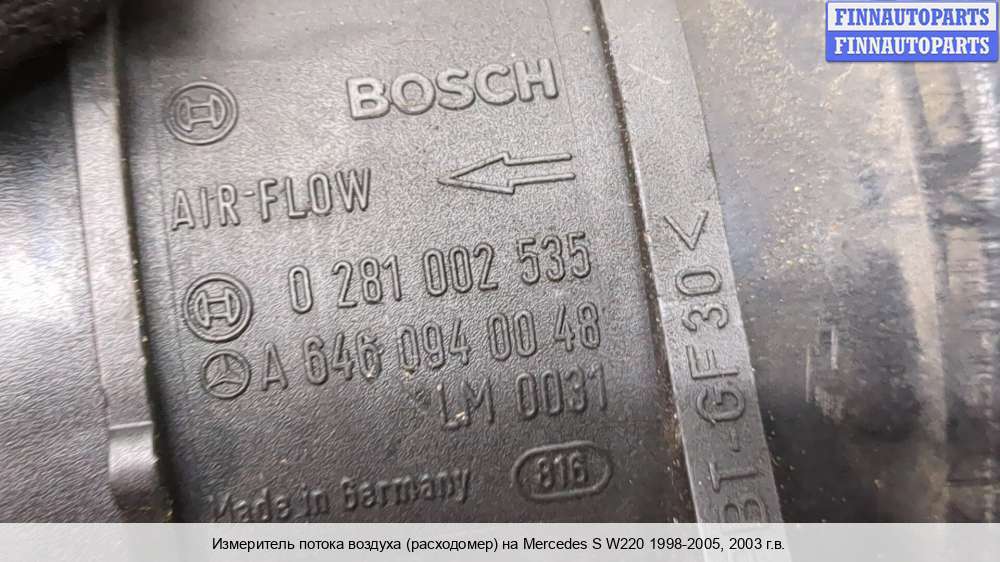 FINNAUTOPARTS
FINNAUTOPARTS
BOSCH
AIR-FLOW
0 281 002 535
A 646 094 00 48
LM 0031
816
Made in Germany
BT-GF30<
Измеритель потока воздуха (расходомер) на Mercedes S W220 1998-2005, 2003 г.в.